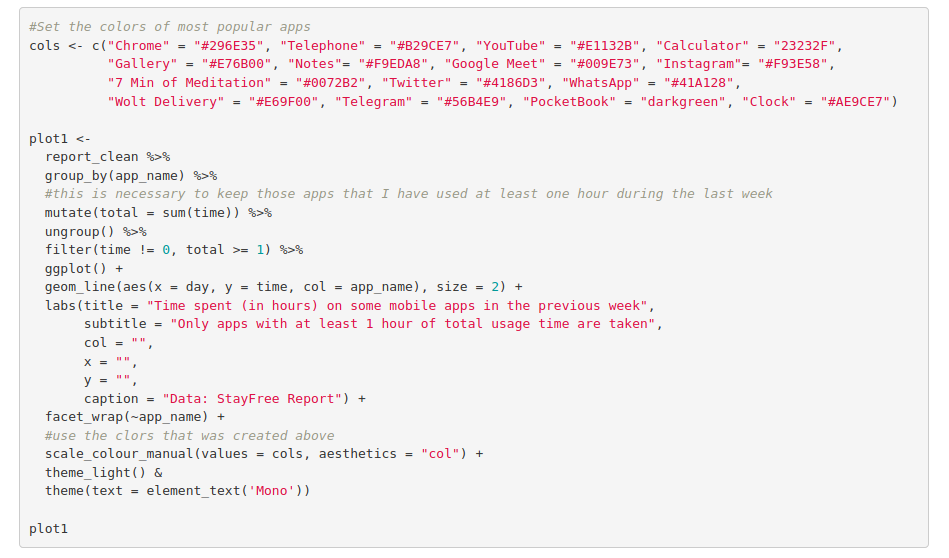 #Set the colors of most popular apps
cols <- c("Chrome" = "#296E35", "Telephone" = "#B29CE7", "YouTube" = "#E1132B", "Calculator" = "23232F",
          "Gallery" = "#E76B00", "Notes"= "#F9EDA8", "Google Meet" = "#009E73", "Instagram"= "#F93E58",
          "7 Min of Meditation" = "#0072B2", "Twitter" = "#4186D3", "WhatsApp" = "#41A128",
          "Wolt Delivery" = "#E69F00", "Telegram" = "#56B4E9", "PocketBook" = "darkgreen", "Clock" = "#AE9CE7")

plot1 <-
  report_clean %>%
  group_by(app_name) %>%
  #this is necessary to keep those apps that I have used at least one hour during the last week
  mutate(total = sum(time)) %>%
  ungroup() %>%
  filter(time != 0, total >= 1) %>%
  ggplot() +
  geom_line(aes(x = day, y = time, col = app_name), size = 2) +
  labs(title = "Time spent (in hours) on some mobile apps in the previous week",
       subtitle = "Only apps with at least 1 hour of total usage time are taken",
       col = "",
       x = "",
       y = "",
       caption = "Data: StayFree Report") +
  facet_wrap(~app_name) +
  #use the clors that was created above
  scale_colour_manual(values = cols, aesthetics = "col") +
  theme_light() &
  theme(text = element_text('Mono'))

plot1